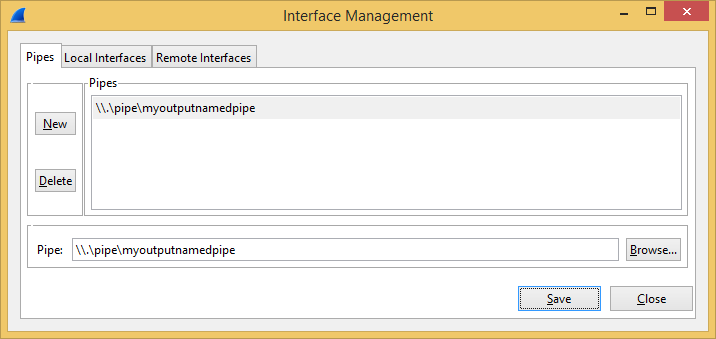 Interface Management
Pipes Local Interfaces Remote Interfaces
Pipes
\\.\pipe\myoutputnamedpipe
New
Delete
Pipe: \\.\pipe\myoutputnamedpipe Browse...
Save Close